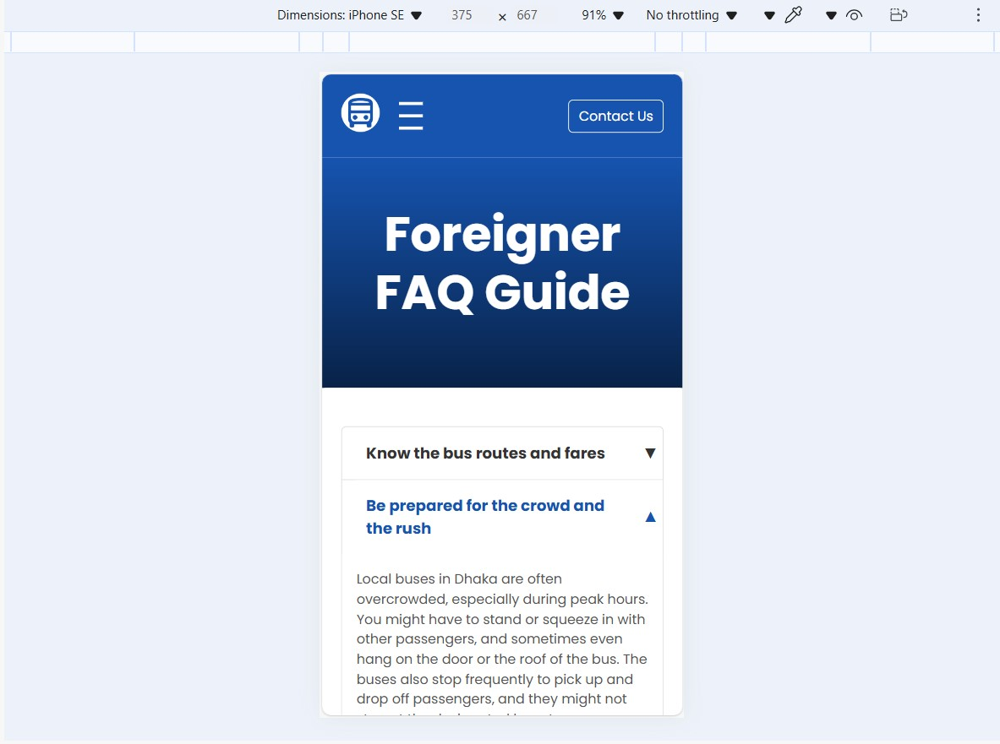 Dimensions: iPhone SE 375 × 667 91% No throttling
Contact Us
Foreigner
FAQ Guide
Know the bus routes and fares
Be prepared for the crowd and
the rush
Local buses in Dhaka are often
overcrowded, especially during peak hours.
You might have to stand or squeeze in with
other passengers, and sometimes even
hang on the door or the roof of the bus. The
buses also stop frequently to pick up and
drop off passengers, and they might not